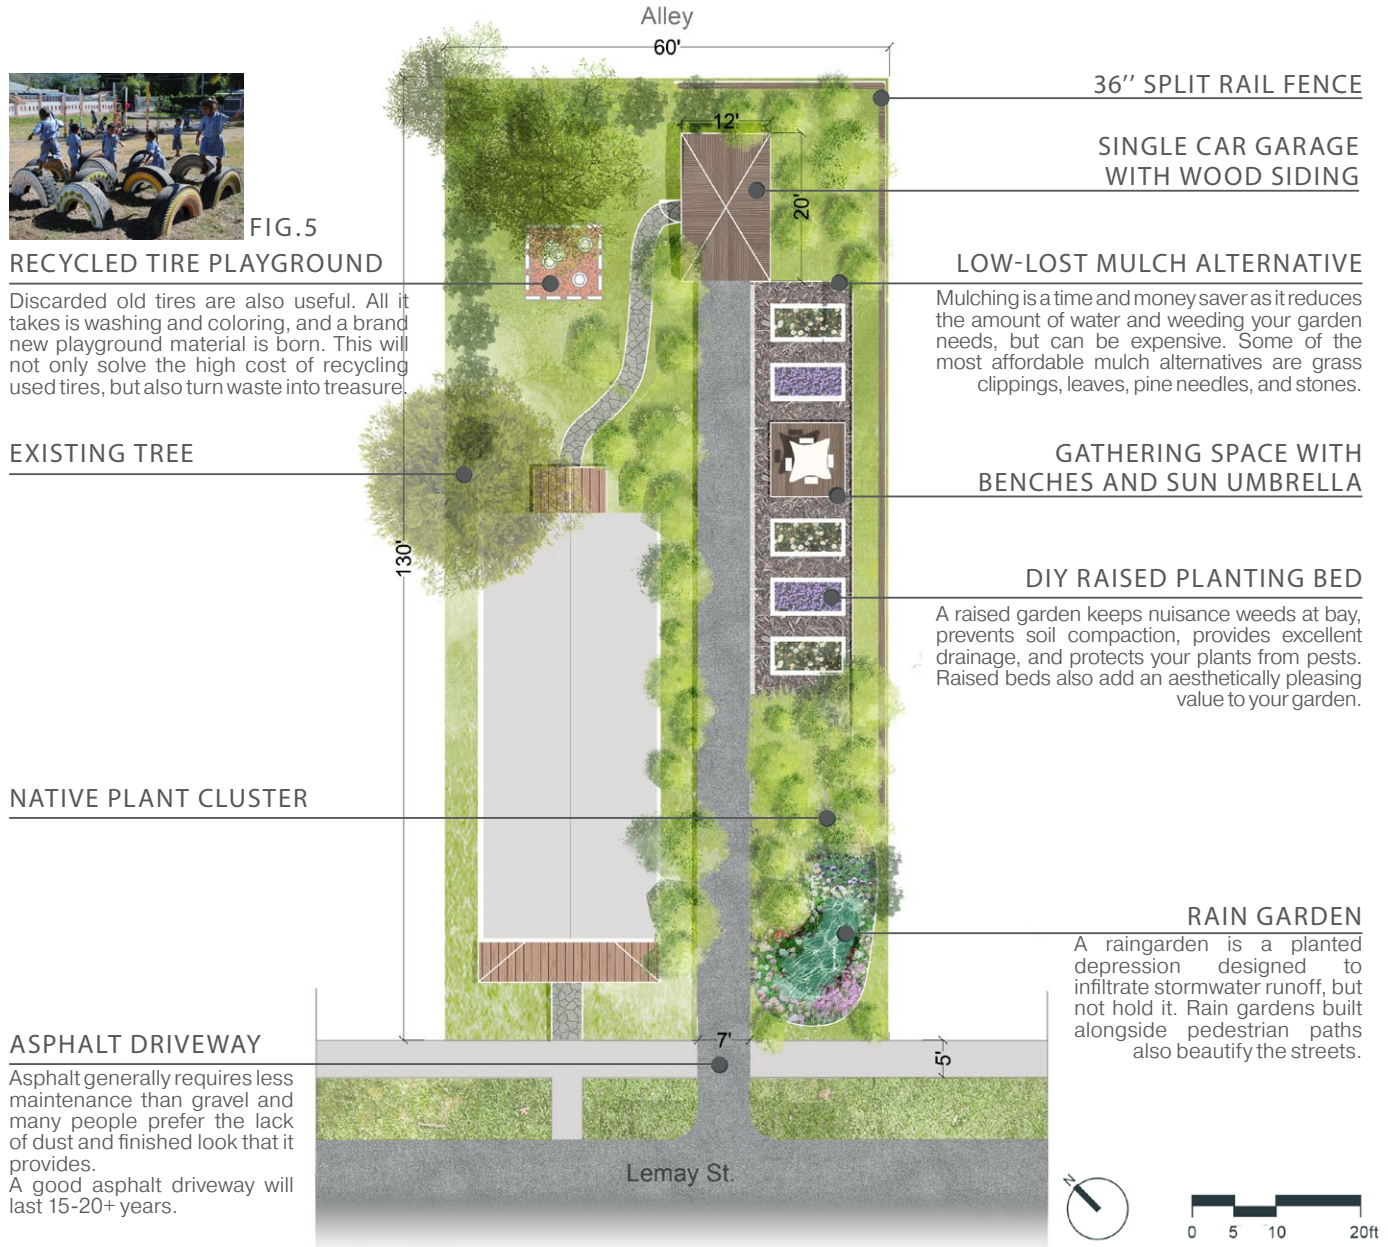 Alley
60'
36’’ SPLIT RAIL FENCE
12'
SINGLE CAR GARAGE
WITH WOOD SIDING
20'
FIG.5
RECYCLED TIRE PLAYGROUND
Discarded old tires are also useful. All it
takes is washing and coloring, and a brand
new playground material is born. This will
not only solve the high cost of recycling
used tires, but also turn waste into treasure.
LOW-LOST MULCH ALTERNATIVE
Mulching is a time and money saver as it reduces
the amount of water and weeding your garden
needs, but can be expensive. Some of the
most affordable mulch alternatives are grass
clippings, leaves, pine needles, and stones.
EXISTING TREE
GATHERING SPACE WITH
BENCHES AND SUN UMBRELLA
130'
DIY RAISED PLANTING BED
A raised garden keeps nuisance weeds at bay,
prevents soil compaction, provides excellent
drainage, and protects your plants from pests.
Raised beds also add an aesthetically pleasing
value to your garden.
NATIVE PLANT CLUSTER
RAIN GARDEN
A raingarden is a planted
depression designed to
infiltrate stormwater runoff, but
not hold it. Rain gardens built
alongside pedestrian paths
also beautify the streets.
ASPHALT DRIVEWAY
Asphalt generally requires less
maintenance than gravel and
many people prefer the lack
of dust and finished look that it
provides.
A good asphalt driveway will
last 15-20+ years.
7'
5'
Lemay St.
N
0 5 10 20ft